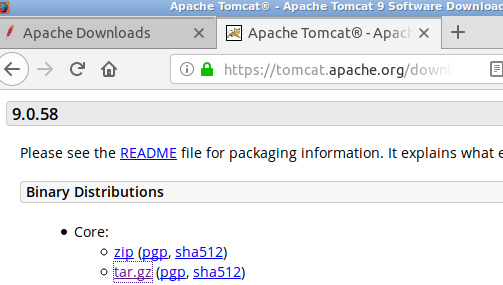 Apache Tomcat® - Apache Tomcat 9 Software Download
Apache Downloads
Apache Tomcat® - Apach
https://tomcat.apache.org/downl
9.0.58
Please see the README file for packaging information. It explains what e
Binary Distributions
Core:
zip (pgp, sha512)
tar.gz (pgp, sha512)